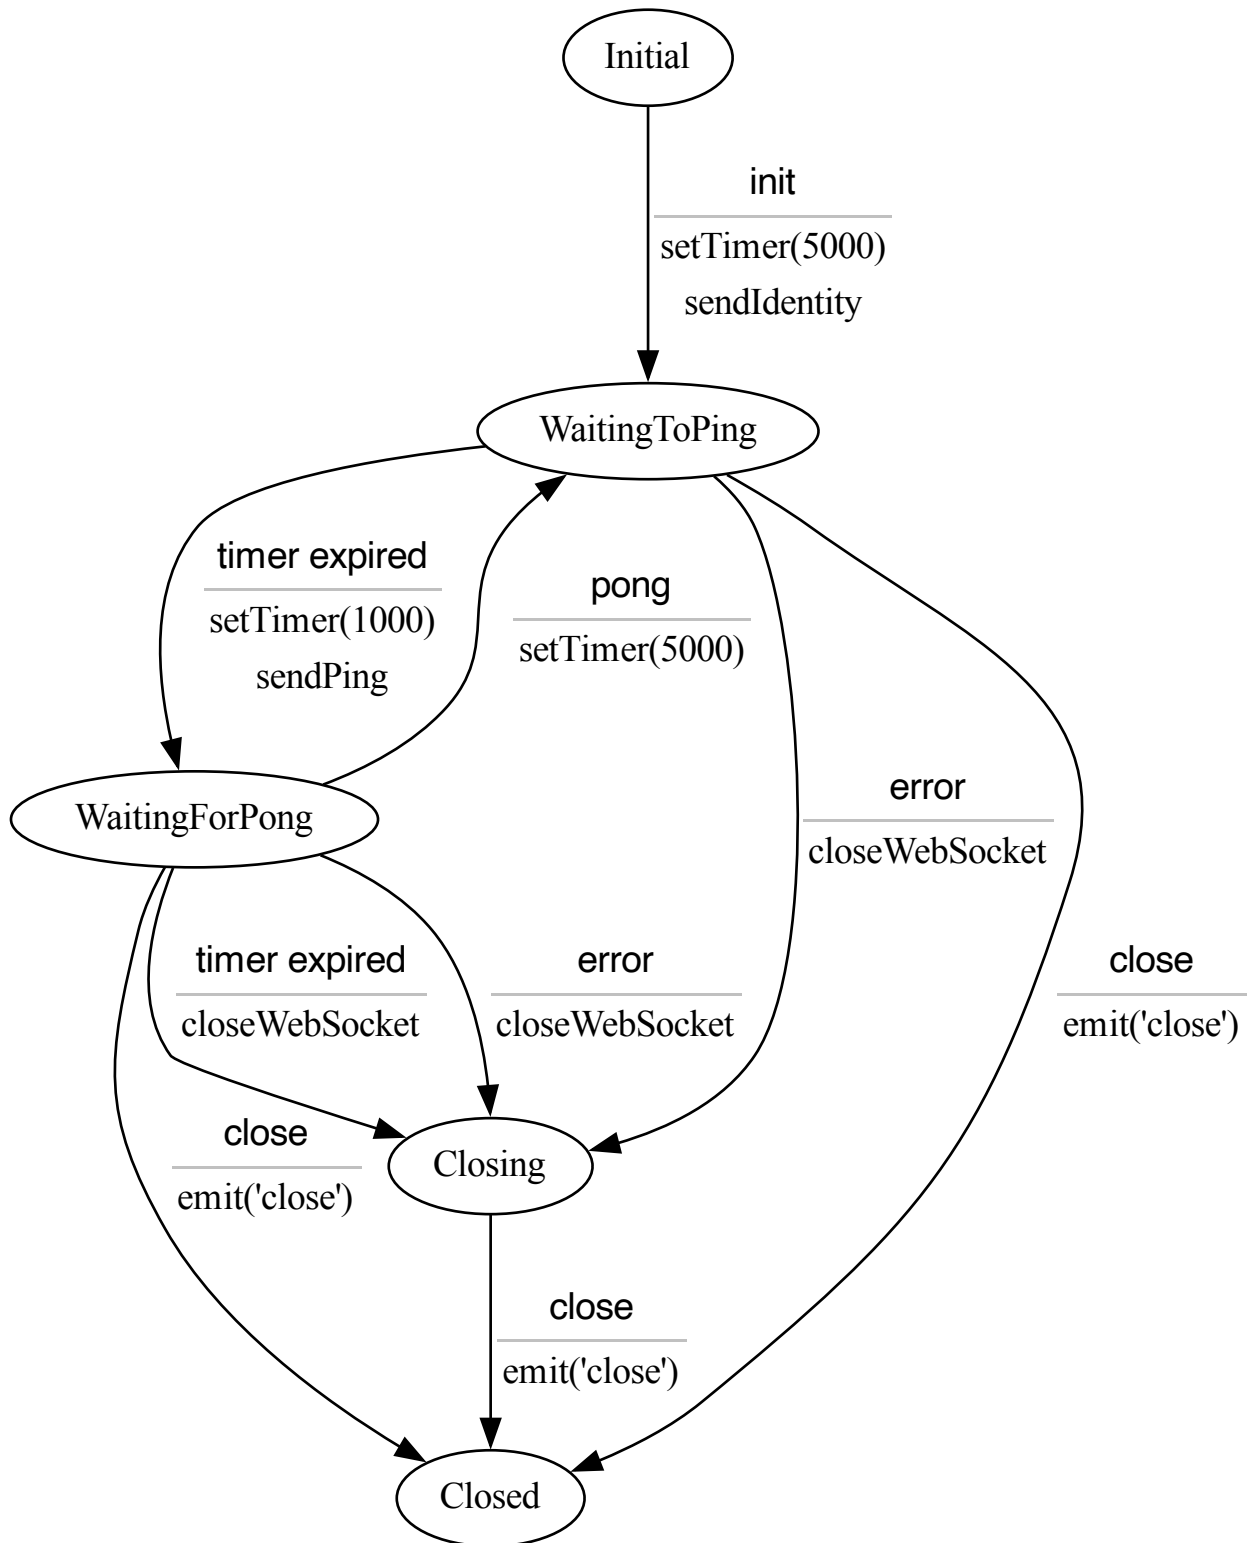 Initial
init
setTimer(5000)
sendIdentity
WaitingToPing
timer expired
setTimer(1000)
sendPing
pong
setTimer(5000)
error
closeWebSocket
WaitingForPong
timer expired
closeWebSocket
error
closeWebSocket
close
emit('close')
close
emit('close')
Closing
close
emit('close')
Closed